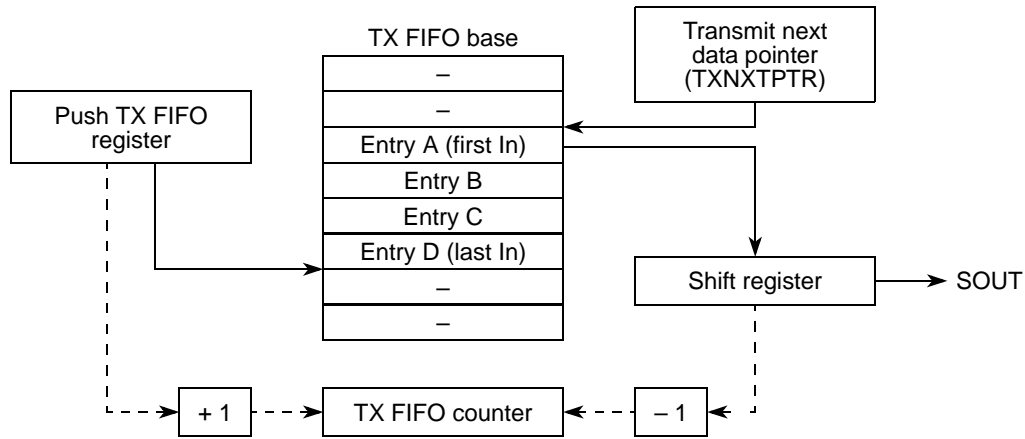 TX FIFO base
Transmit next
data pointer
(TXNXTPTR)
–
–
Push TX FIFO
register
Entry A (first In)
Entry B
Entry C
Entry D (last In)
–
–
Shift register
SOUT
+ 1
TX FIFO counter
– 1